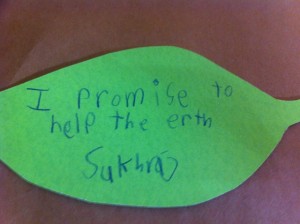 I promise to
help the erth
Sukhraj